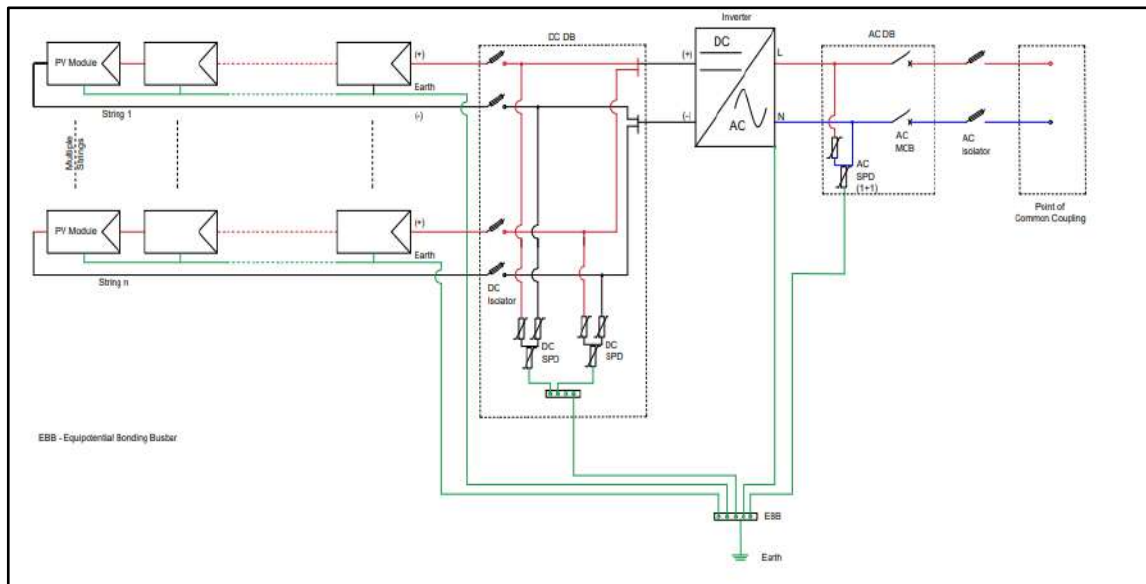 Inverter
DC DB
AC DB
PV Module
(+)
Earth
(-)
String 1
(+)
(-)
DC
AC
L
N
AC
MCB
AC
Isolator
AC
SPD
(1+1)
Point of
Common Coupling
Multiple
Strings
PV Module
(+)
Earth
String n
DC
Isolator
DC
SPD
DC
SPD
EBB - Equipotential Bonding Busbar
EBB
Earth